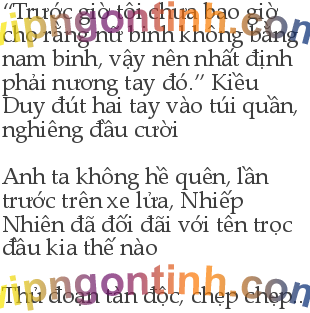 “Trước giờ tôi chưa bao giờ
cho rằng nữ binh không bằng
nam binh, vậy nên nhất định
phải nương tay đó.” Kiều
Duy đút hai tay vào túi quần,
nghiêng đầu cười
Anh ta không hề quên, lần
trước trên xe lửa, Nhiếp
Nhiên đã đối đãi với tên trọc
đầu kia thế nào
vipngontinh.com
Thủ đoạn tàn độc, chẹp chẹp..